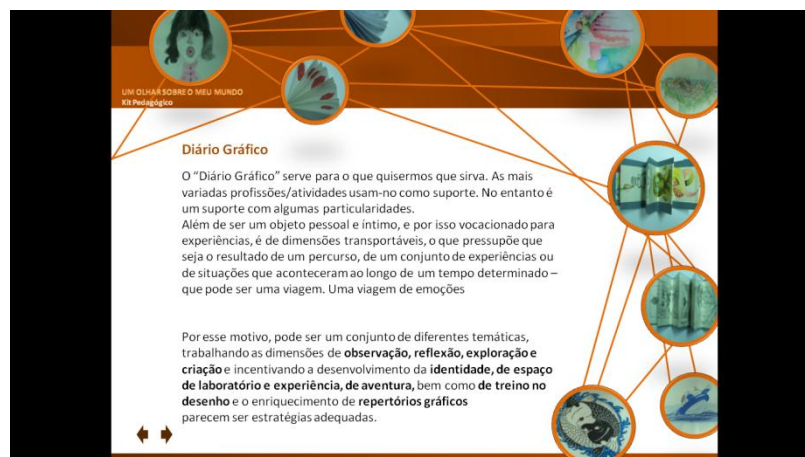 UM OLHAR SOBRE O MEU MUNDO
Kit Pedagógico
Diário Gráfico
O “Diário Gráfico” serve para o que quisermos que sirva. As mais
variadas profissões/atividades usam-no como suporte. No entanto é
um suporte com algumas particularidades.
Além de ser um objeto pessoal e íntimo, e por isso vocacionado para
experiências, é de dimensões transportáveis, o que pressupõe que
seja o resultado de um percurso, de um conjunto de experiências ou
de situações que aconteceram ao longo de um tempo determinado –
que pode ser uma viagem. Uma viagem de emoções
Por esse motivo, pode ser um conjunto de diferentes temáticas,
trabalhando as dimensões de observação, reflexão, exploração e
criação e incentivando a desenvolvimento da identidade, de espaço
de laboratório e experiência, de aventura, bem como de treino no
desenho e o enriquecimento de repertórios gráficos
parecem ser estratégias adequadas.